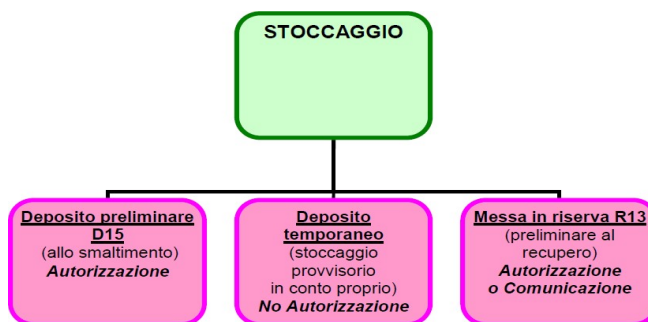 STOCCAGGIO
Deposito preliminare
D15
(allo smaltimento)
Autorizzazione
Deposito
temporaneo
(stoccaggio
provvisorio
in conto proprio)
No Autorizzazione
Messa in riserva R13
(preliminare al
recupero)
Autorizzazione
o Comunicazione